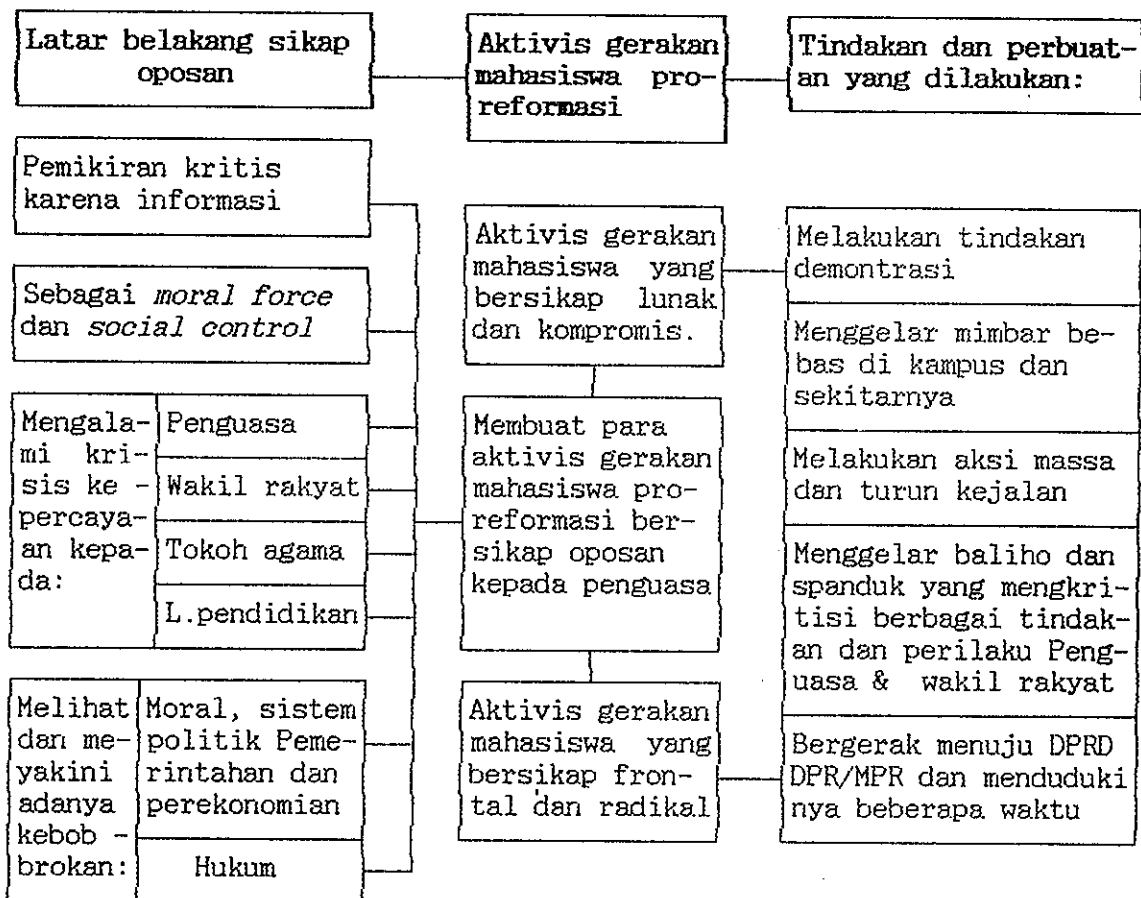 Latar belakang sikap
oposan
Aktivis gerakan
mahasiswa pro-
reformasi
Tindakan dan perbuat-
an yang dilakukan:
Pemikiran kritis
karena informasi
Sebagai moral force
dan social control
Mengala-
mi kri-
sis ke -
percaya-
an kepa-
da:
Penguasa
Wakil rakyat
Tokoh agama
L.pendidikan
Melihat
dan me-
yakini
adanya
kebob -
brokan:
Moral, sistem
politik Peme-
rintahan dan
perekonomian
Hukum
Aktivis gerakan
mahasiswa yang
bersikap lunak
dan kompromis.
Membuat para
aktivis gerakan
mahasiswa pro-
reformasi ber-
sikap oposan
kepada penguasa
Aktivis gerakan
mahasiswa yang
bersikap fron-
tal dan radikal
Melakukan tindakan
demontrasi
Menggelar mimbar be-
bas di kampus dan
sekitarnya
Melakukan aksi massa
dan turun kejalan
Menggelar baliho dan
spanduk yang mengkri-
tisi berbagai tindak-
an dan perilaku Peng-
uasa & wakil rakyat
Bergerak menuju DPRD
DPR/MPR dan menduduki
nya beberapa waktu